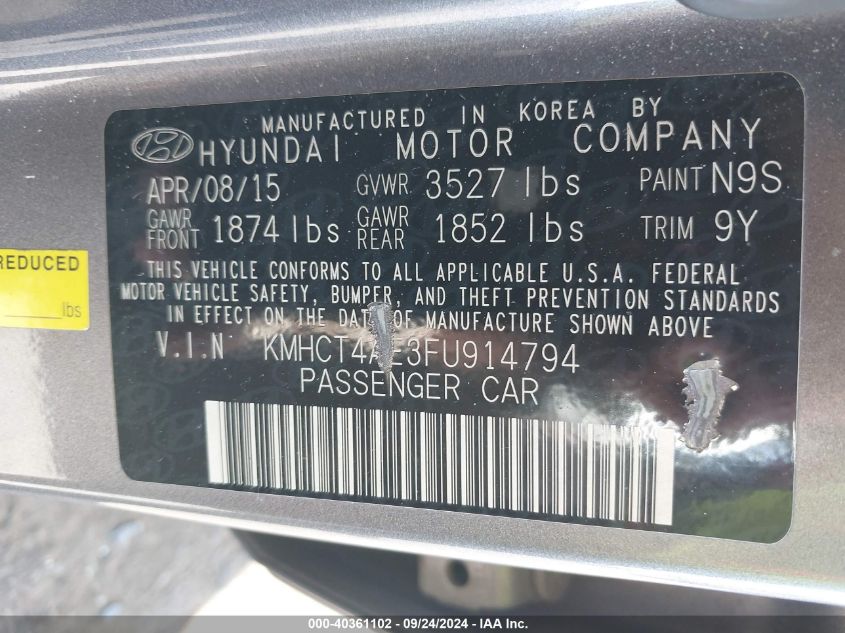 MANUFACTURED IN KOREA BY
HYUNDAI MOTOR COMPANY
APR/08/15 GVWR 3527 lbs PAINT N9S
GAWR FRONT 1874 lbs GAWR REAR 1852 lbs TRIM 9Y
THIS VEHICLE CONFORMS TO ALL APPLICABLE U.S.A. FEDERAL
MOTOR VEHICLE SAFETY, BUMPER, AND THEFT PREVENTION STANDARDS
IN EFFECT ON THE DATE OF MANUFACTURE SHOWN ABOVE
V.I.N KMHCT4AE3FU914794
PASSENGER CAR
REDUCED
lbs
000-40361102 - 09/24/2024 - IAA Inc.